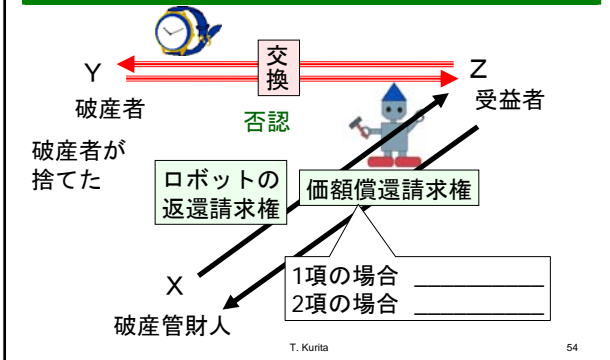 Y
破産者
交
換
Z
受益者
否認
破産者が
捨てた
ロボットの
返還請求権
価額償還請求権
1項の場合 __________
2項の場合 __________
X
破産管財人
T. Kurita
54